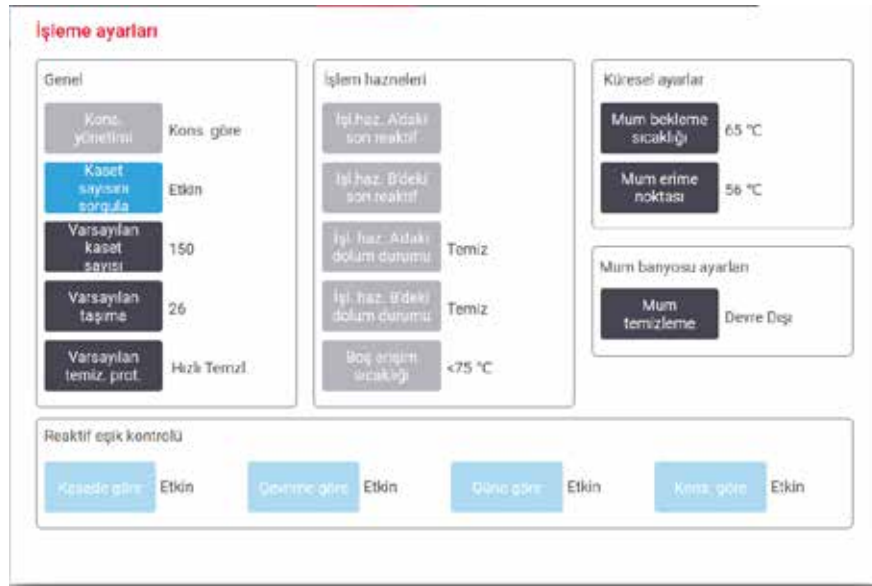 İşleme ayarları
Genel
Kons.
yönetimi
Kons. göre
Kaset
sayısını
sorgula
Etkin
Varsayılan
kaset
sayısı
150
Varsayılan
taşıma
26
Varsayılan
temiz. prot.
Hızlı Temzl
İşlem hazneleri
İşl.haz. A'daki
son reaktif
İşl.haz. B'deki
son reaktif
İşl. haz. A'daki
dolum durumu
Temiz
İşl. haz. B'deki
dolum durumu
Temiz
Boş erişim
sıcaklığı
<75 °C
Küresel ayarlar
Mum bekleme
sıcaklığı
65 °C
Mum erime
noktası
56 °C
Mum banyosu ayarları
Mum
temizleme
Devre Dışı
Reaktif eşik kontrolü
Kasede göre
Etkin
Çevrime göre
Etkin
Güne göre
Etkin
Kons. göre
Etkin